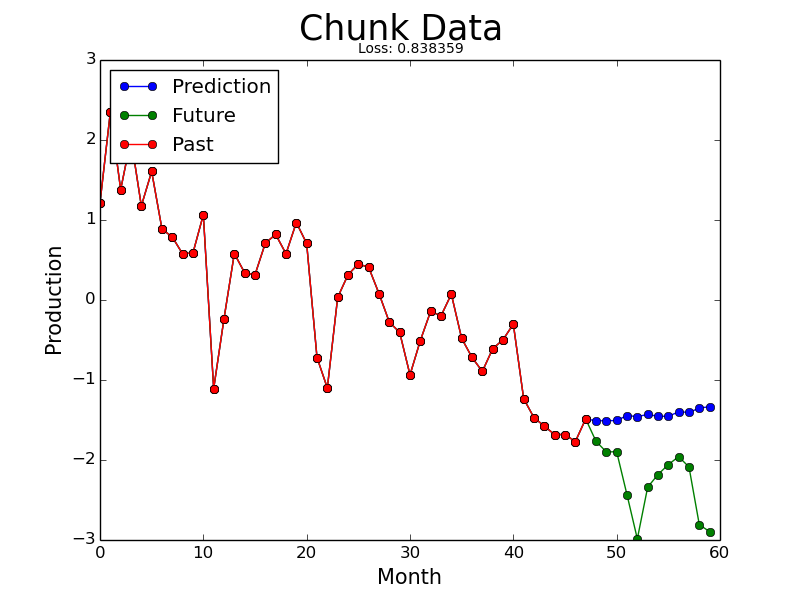 Chunk Data
Loss: 0.838359
Prediction
Future
Past
3
2
1
0
−1
−2
−3
Production
0 10 20 30 40 50 60
Month